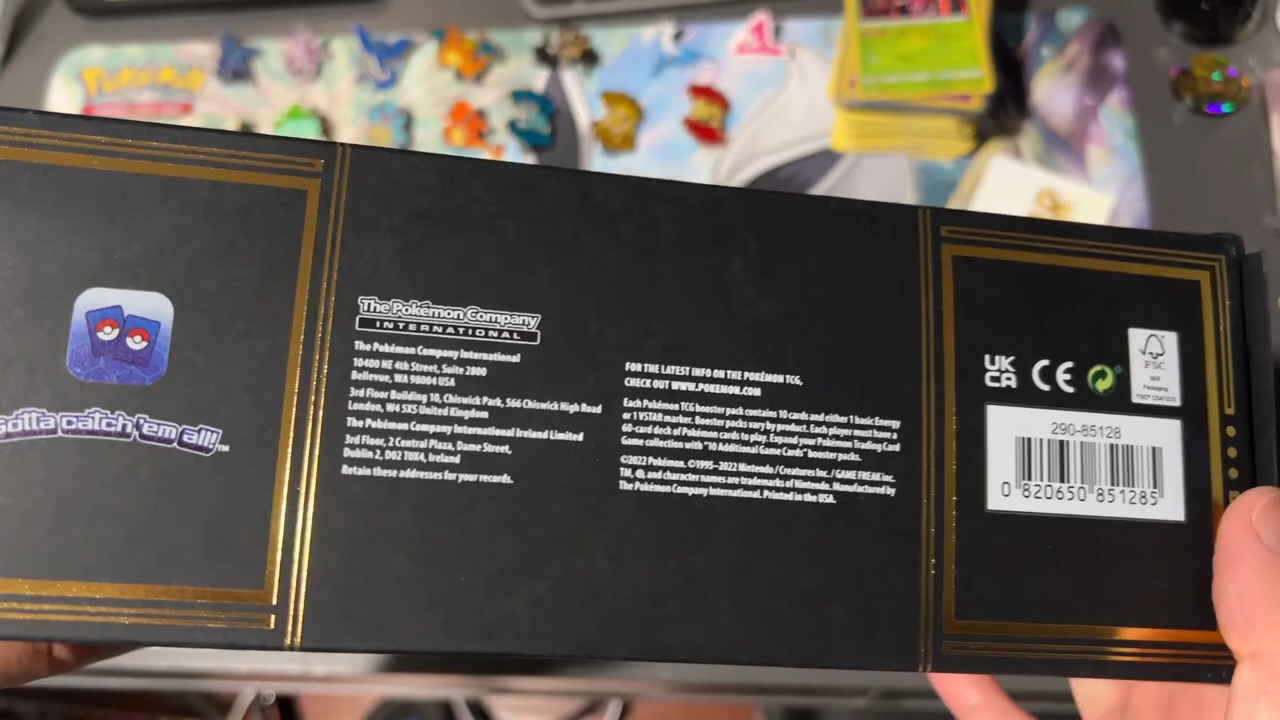 Pokémon
Gotta catch 'em all!™
The Pokémon Company
INTERNATIONAL
The Pokémon Company International
10400 NE 4th Street, Suite 2800
Bellevue, WA 98004 USA
3rd Floor Building 10, Chiswick Park, 566 Chiswick High Road
London, W4 5XS United Kingdom
The Pokémon Company International Ireland Limited
3rd Floor, 2 Central Plaza, Dame Street,
Dublin 2, D02 T0X4, Ireland
Retain these addresses for your records.
FOR THE LATEST INFO ON THE POKÉMON TCG,
CHECK OUT WWW.POKEMON.COM
Each Pokémon TCG booster pack contains 10 cards and either 1 basic Energy
or 1 VSTAR marker. Booster packs vary by product. Each player must have a
60-card deck of Pokémon cards to play. Expand your Pokémon Trading Card
Game collection with "10 Additional Game Cards" booster packs.
©2022 Pokémon. ©1995–2022 Nintendo / Creatures Inc. / GAME FREAK inc.
TM, ®, and character names are trademarks of Nintendo. Manufactured by
The Pokémon Company International. Printed in the USA.
UK
CA
CE
FSC
290-85128
0 820650 851285